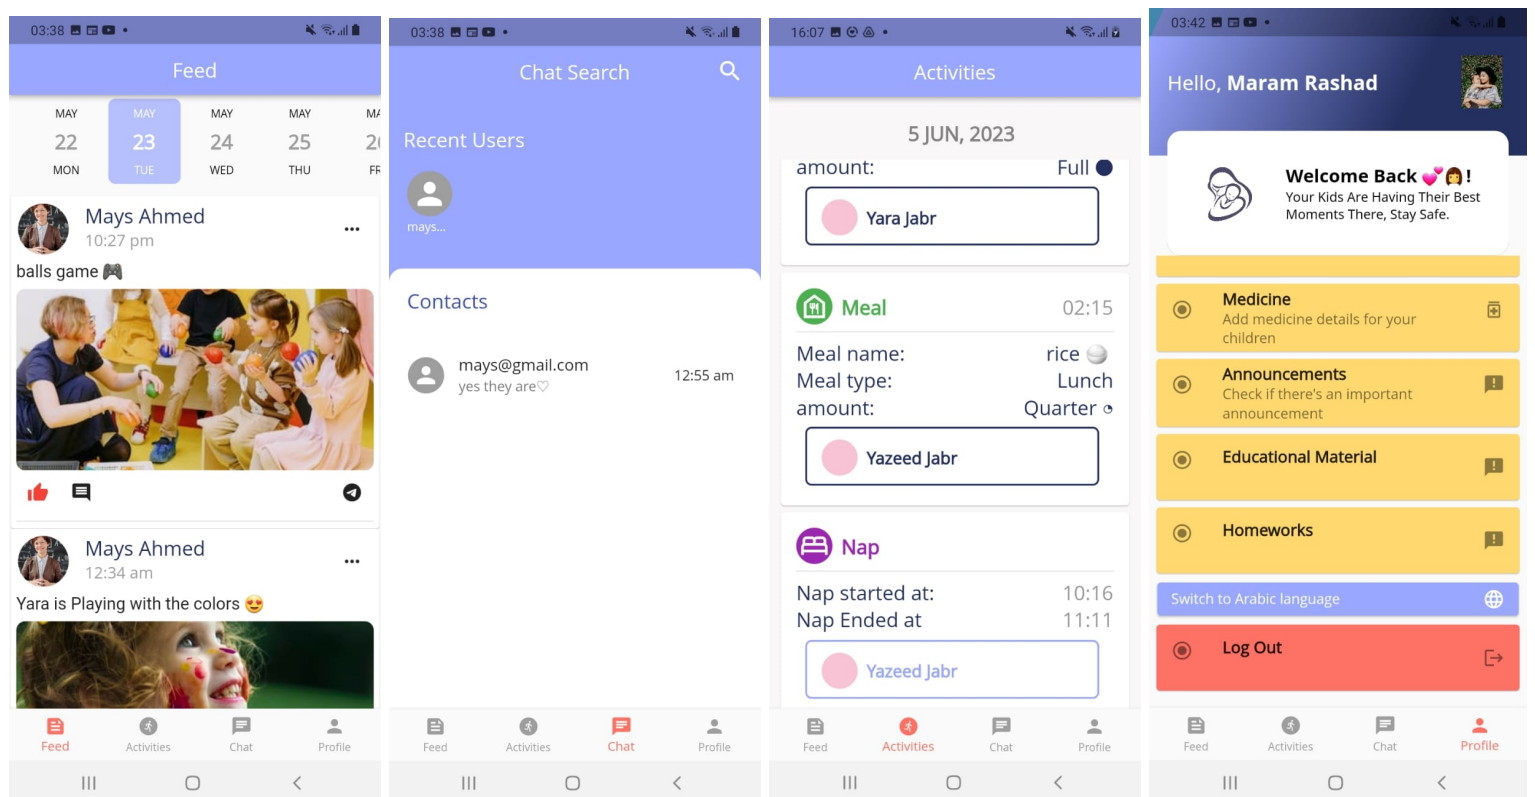 03:38
Feed
MAY MAY MAY MAY MA
22 23 24 25 2
MON TUE WED THU FR
Mays Ahmed
10:27 pm
balls game 🎮
Mays Ahmed
12:34 am
Yara is Playing with the colors 😍
Feed Activities Chat Profile
03:38
Chat Search
Recent Users
mays...
Contacts
mays@gmail.com
yes they are♡
12:55 am
Feed Activities Chat Profile
16:07
Activities
5 JUN, 2023
amount: Full
Yara Jabr
Meal 02:15
Meal name: rice 🍚
Meal type: Lunch
amount: Quarter
Yazeed Jabr
Nap
Nap started at: 10:16
Nap Ended at 11:11
Yazeed Jabr
Feed Activities Chat Profile
03:42
Hello, Maram Rashad
Welcome Back 💕👩!
Your Kids Are Having Their Best
Moments There, Stay Safe.
Medicine
Add medicine details for your
children
Announcements
Check if there's an important
announcement
Educational Material
Homeworks
Switch to Arabic language
Log Out
Feed Activities Chat Profile